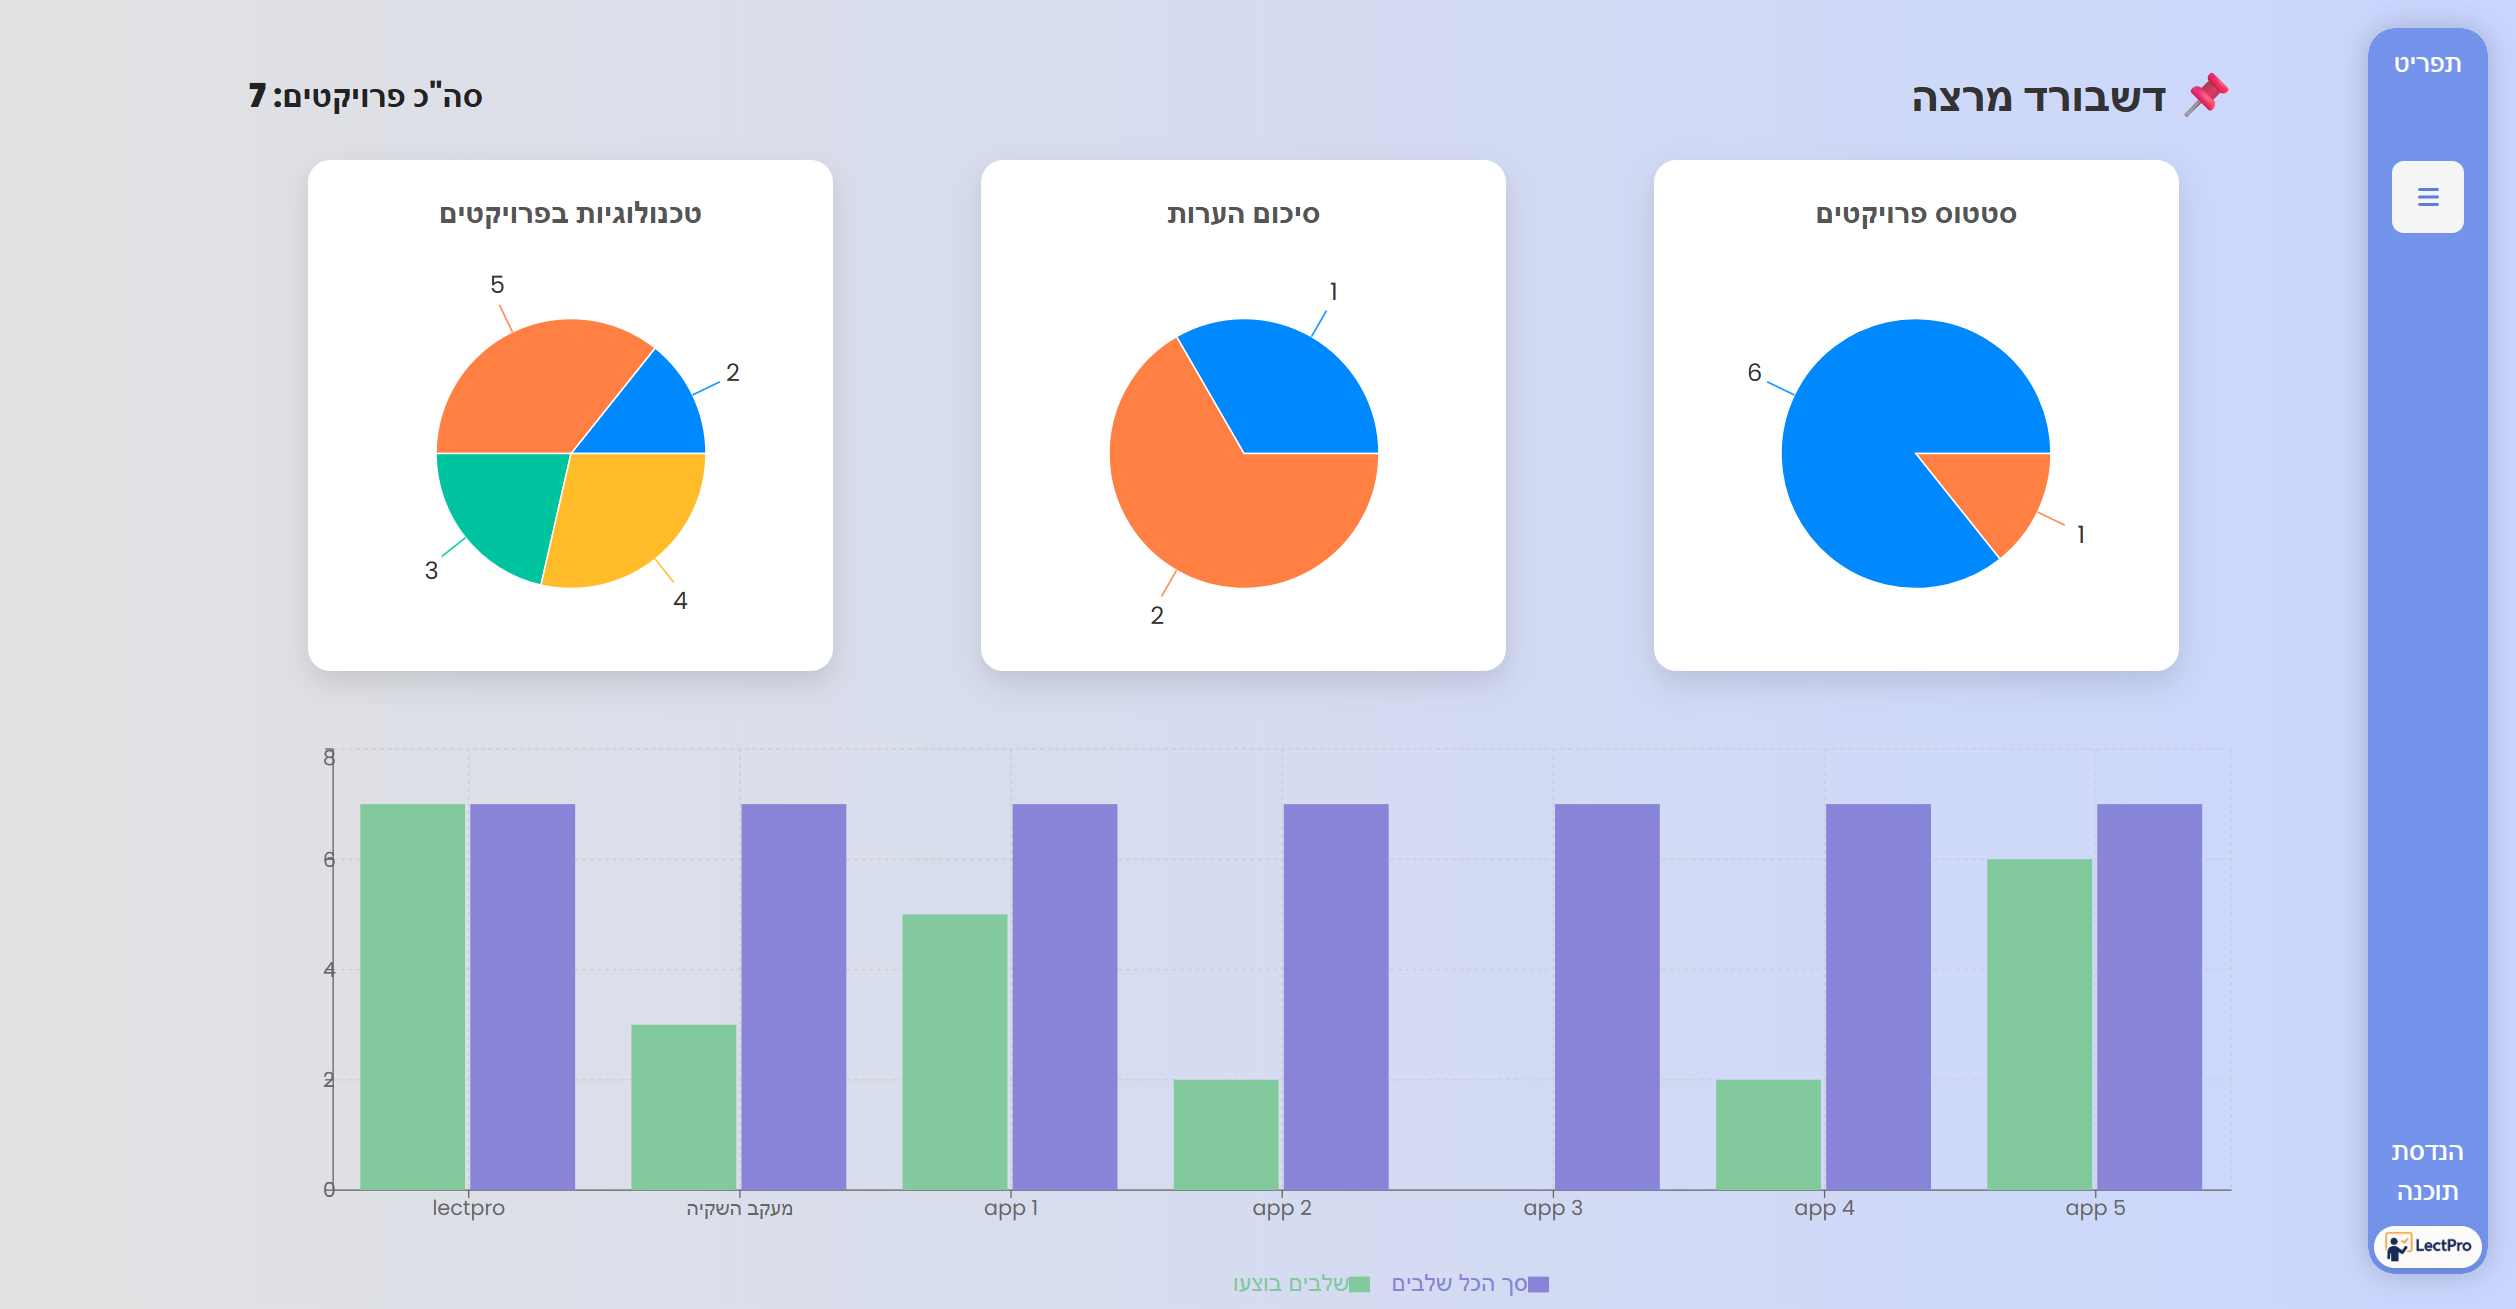 תפריט
דשבורד מרצה
סה"כ פרויקטים: 7
סטטוס פרויקטים
6
1
סיכום הערות
1
2
טכנולוגיות בפרויקטים
5
2
3
4
8
6
4
2
0
lectpro
מעקב השקיה
app 1
app 2
app 3
app 4
app 5
סך הכל שלבים
שלבים בוצעו
הנדסת
תוכנה
LectPro